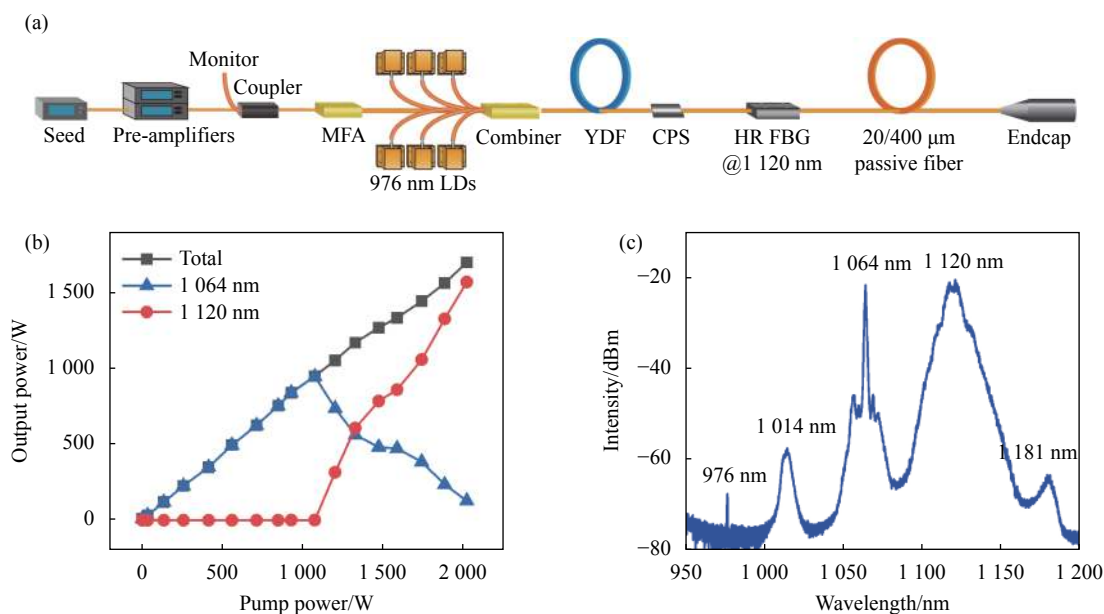 (a)
Monitor
Coupler
Seed
Pre-amplifiers
MFA
976 nm LDs
Combiner
YDF
CPS
HR FBG
@1 120 nm
20/400 μm
passive fiber
Endcap
(b)
Total
1 064 nm
1 120 nm
1 500
1 000
500
0
Output power/W
0
500
1 000
1 500
2 000
Pump power/W
(c)
−20
−40
−60
−80
Intensity/dBm
976 nm
1 014 nm
1 064 nm
1 120 nm
1 181 nm
950
1 000
1 050
1 100
1 150
1 200
Wavelength/nm